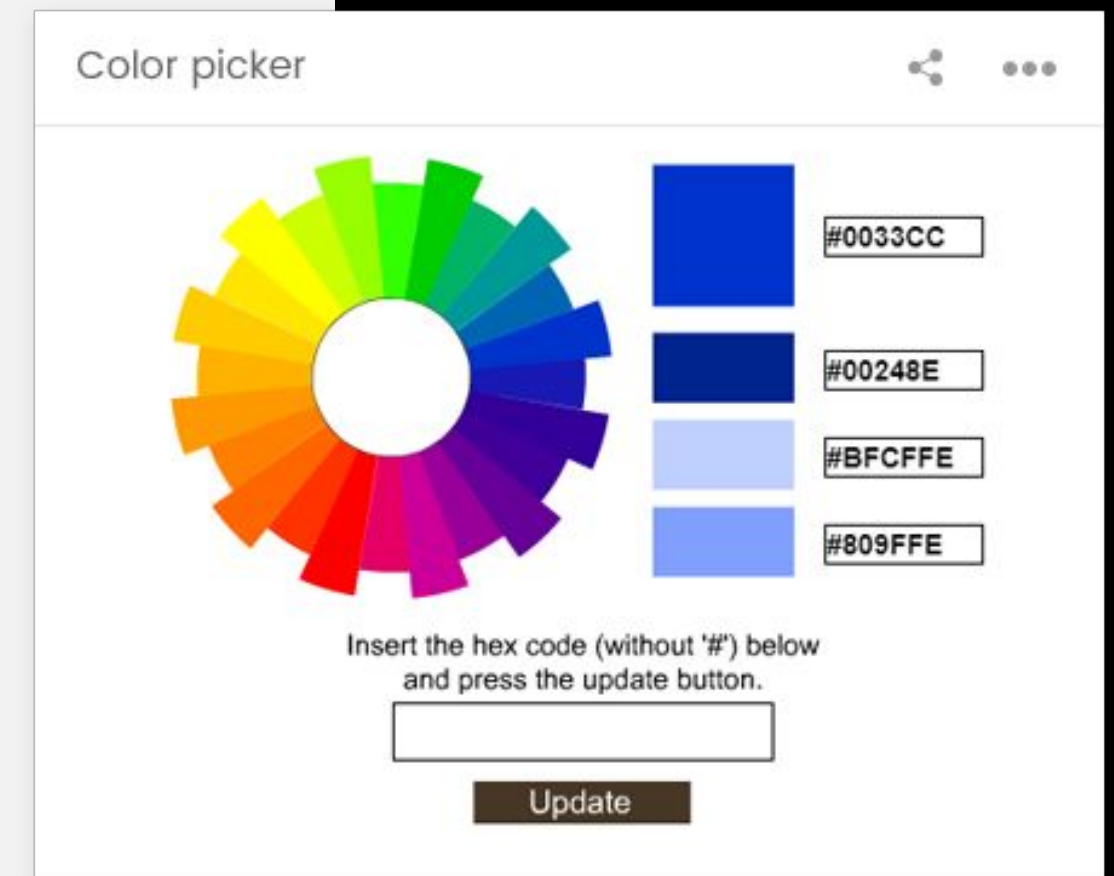 Color picker
#0033CC
#00248E
#BFCFFE
#809FFE
Insert the hex code (without '#') below
and press the update button.
Update